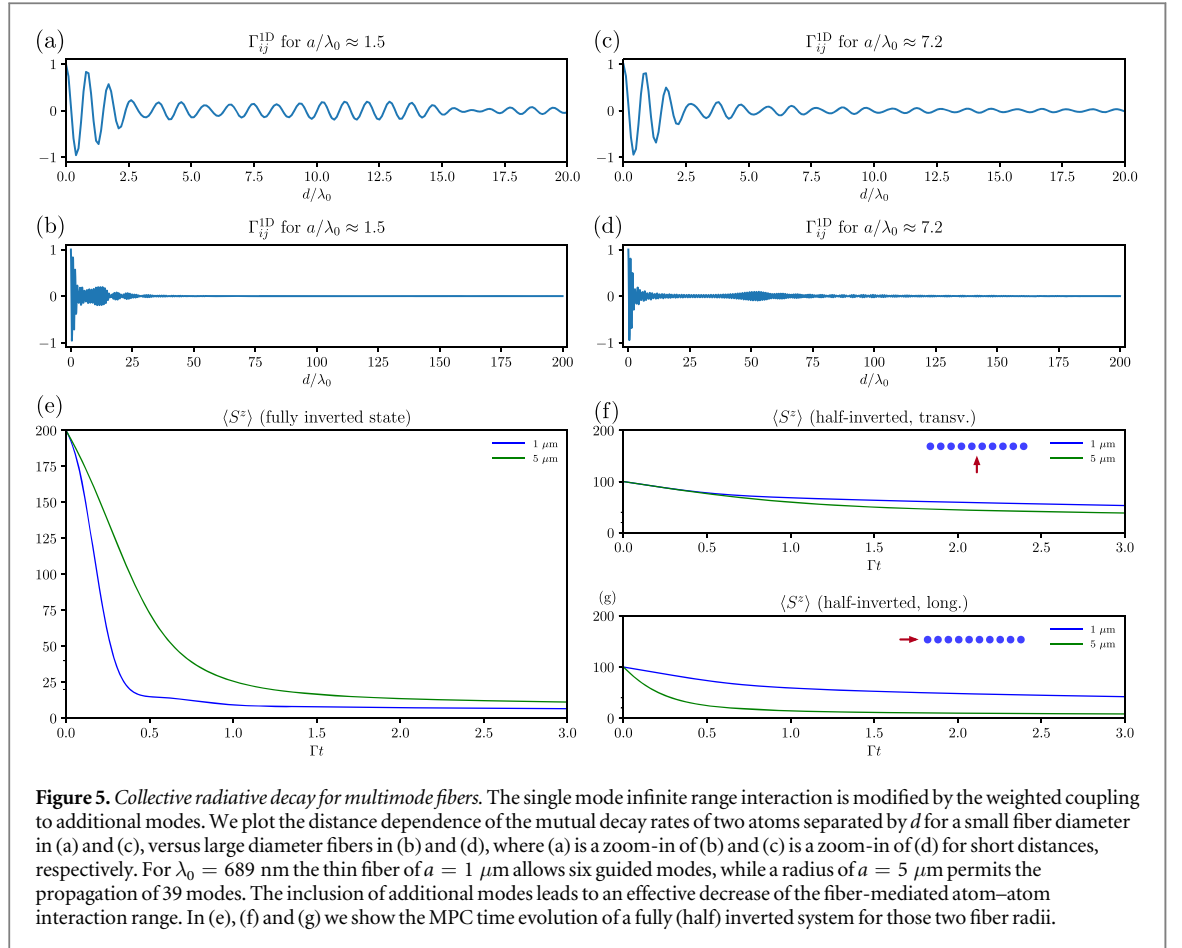 (a)
Γ_ij^1D for a/λ₀ ≈ 1.5
1
0
−1
0.0 2.5 5.0 7.5 10.0 12.5 15.0 17.5 20.0
d/λ₀
(c)
Γ_ij^1D for a/λ₀ ≈ 7.2
1
0
−1
0.0 2.5 5.0 7.5 10.0 12.5 15.0 17.5 20.0
d/λ₀
(b)
Γ_ij^1D for a/λ₀ ≈ 1.5
1
0
−1
0 25 50 75 100 125 150 175 200
d/λ₀
(d)
Γ_ij^1D for a/λ₀ ≈ 7.2
1
0
−1
0 25 50 75 100 125 150 175 200
d/λ₀
(e)
⟨S^z⟩ (fully inverted state)
200
175
150
125
100
75
50
25
0
1 μm
5 μm
0.0 0.5 1.0 1.5 2.0 2.5 3.0
Γt
(f)
⟨S^z⟩ (half-inverted, transv.)
200
100
0
1 μm
5 μm
0.0 0.5 1.0 1.5 2.0 2.5 3.0
Γt
(g)
⟨S^z⟩ (half-inverted, long.)
200
100
0
1 μm
5 μm
0.0 0.5 1.0 1.5 2.0 2.5 3.0
Γt
Figure 5. Collective radiative decay for multimode fibers. The single mode infinite range interaction is modified by the weighted coupling
to additional modes. We plot the distance dependence of the mutual decay rates of two atoms separated by d for a small fiber diameter
in (a) and (c), versus large diameter fibers in (b) and (d), where (a) is a zoom-in of (b) and (c) is a zoom-in of (d) for short distances,
respectively. For λ₀ = 689 nm the thin fiber of a = 1 μm allows six guided modes, while a radius of a = 5 μm permits the
propagation of 39 modes. The inclusion of additional modes leads to an effective decrease of the fiber-mediated atom–atom
interaction range. In (e), (f) and (g) we show the MPC time evolution of a fully (half) inverted system for those two fiber radii.